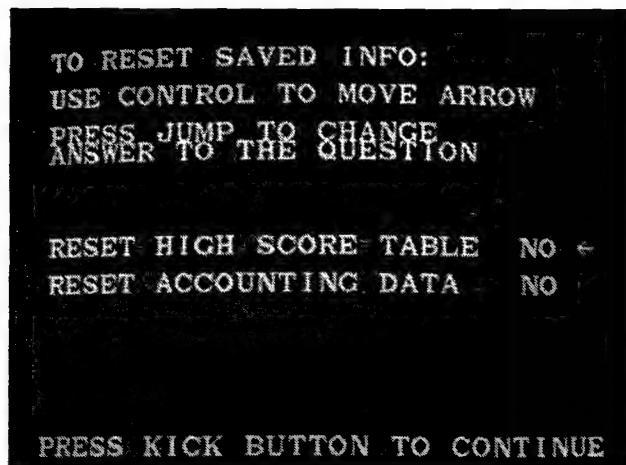 TO RESET SAVED INFO:
USE CONTROL TO MOVE ARROW
PRESS JUMP TO CHANGE
ANSWER TO THE QUESTION
RESET HIGH SCORE TABLE NO ←
RESET ACCOUNTING DATA NO
PRESS KICK BUTTON TO CONTINUE